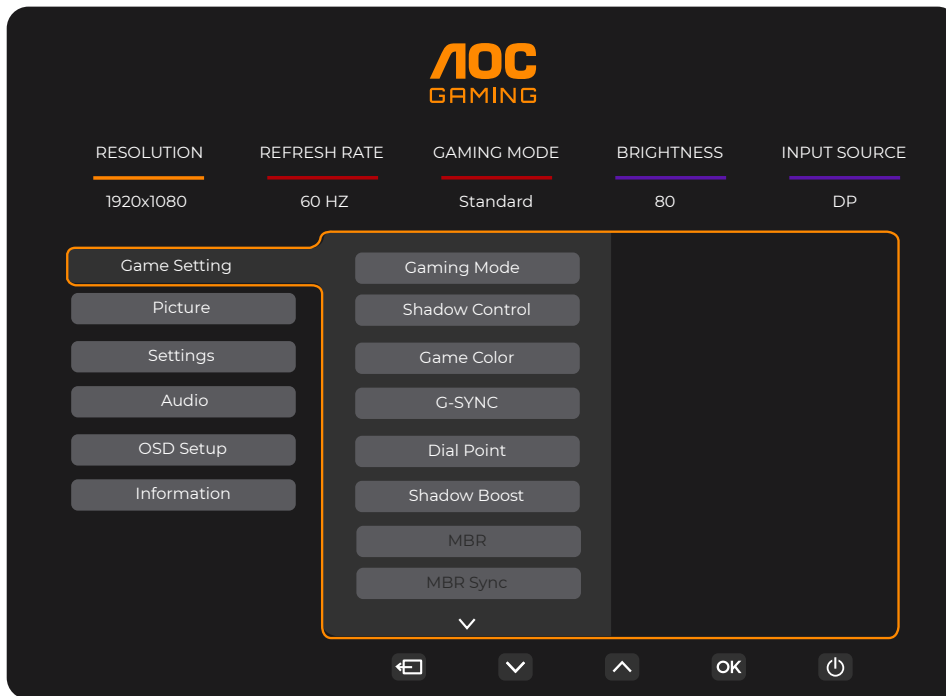 AOC
GAMING
RESOLUTION REFRESH RATE GAMING MODE BRIGHTNESS INPUT SOURCE
1920x1080 60 HZ Standard 80 DP
Game Setting
Picture
Settings
Audio
OSD Setup
Information
Gaming Mode
Shadow Control
Game Color
G-SYNC
Dial Point
Shadow Boost
MBR
MBR Sync
OK